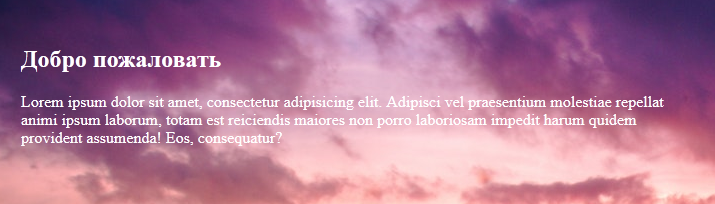 Добро пожаловать
Lorem ipsum dolor sit amet, consectetur adipisicing elit. Adipisci vel praesentium molestiae repellat
animi ipsum laborum, totam est reiciendis maiores non porro laboriosam impedit harum quidem
provident assumenda! Eos, consequatur?